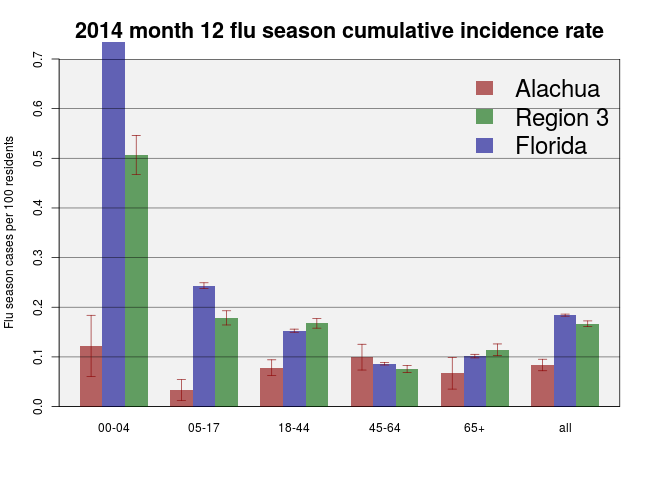 2014 month 12 flu season cumulative incidence rate
Flu season cases per 100 residents
0.7
0.6
0.5
0.4
0.3
0.2
0.1
0.0
Alachua
Region 3
Florida
00-04
05-17
18-44
45-64
65+
all